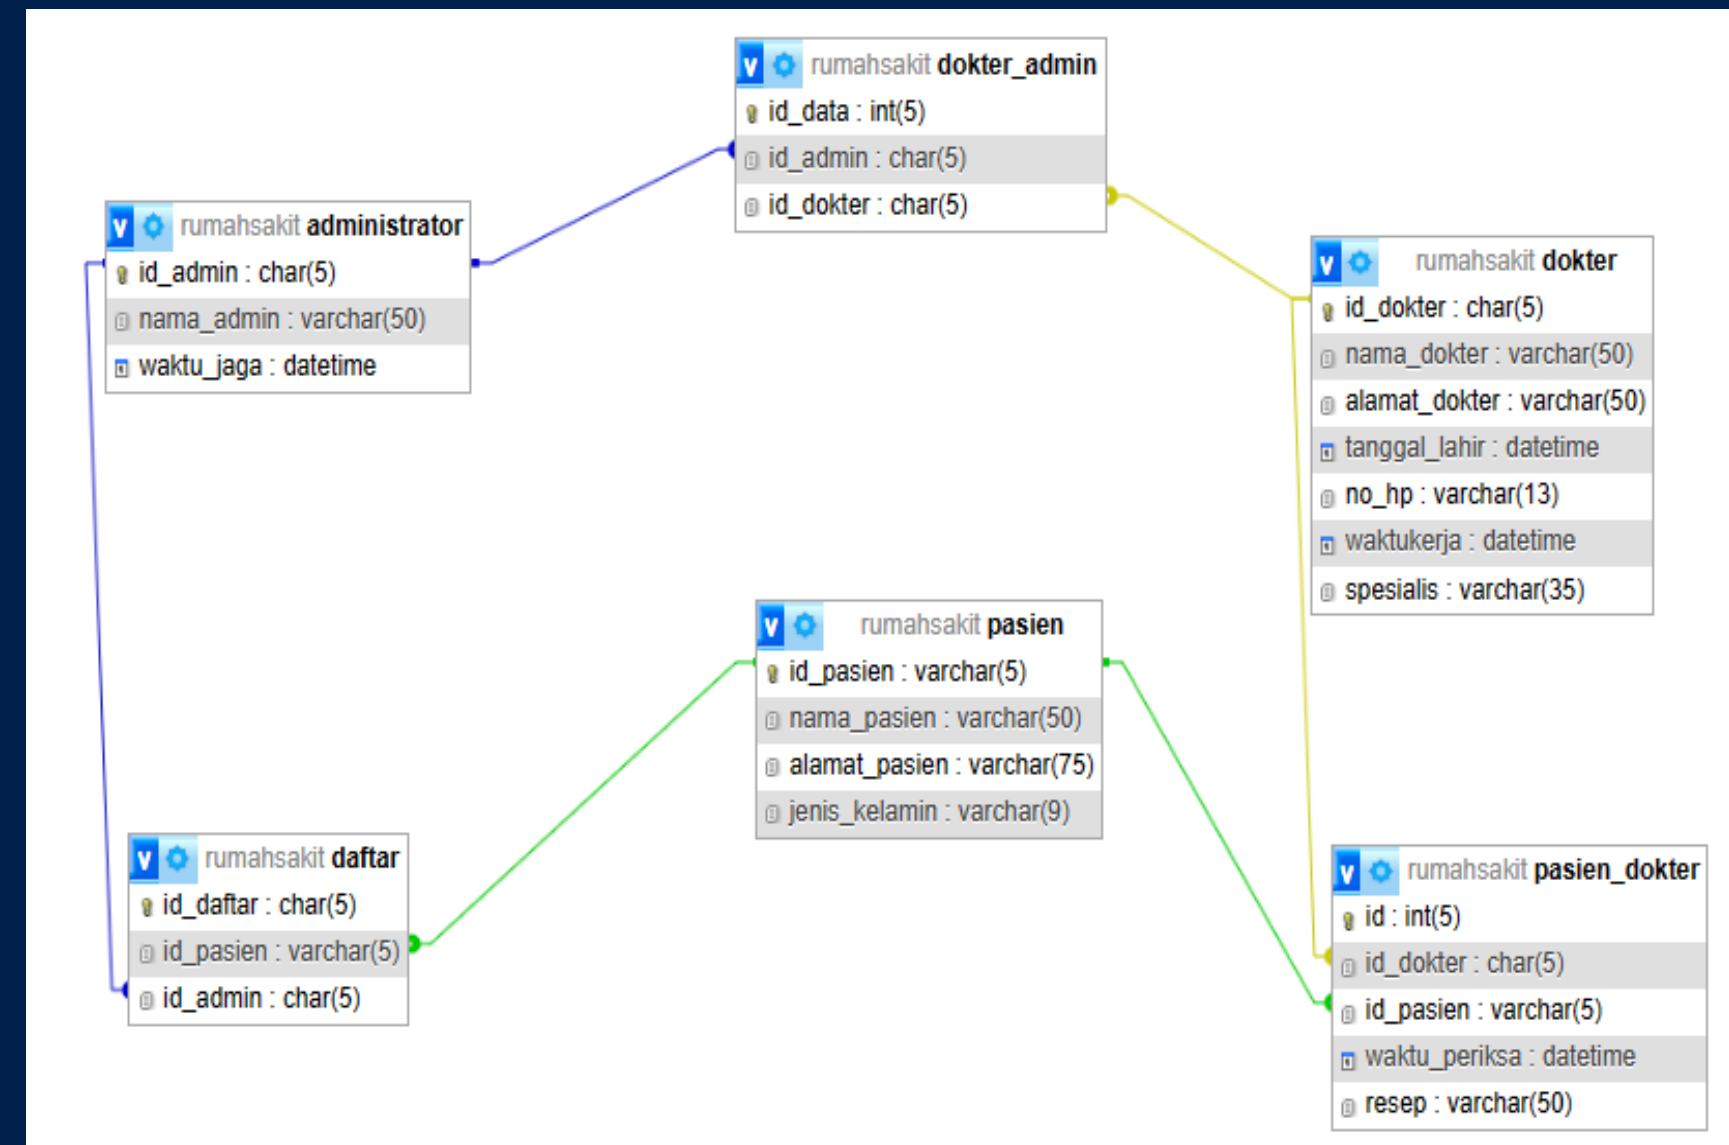 rumahsakit dokter_admin
id_data : int(5)
id_admin : char(5)
id_dokter : char(5)
rumahsakit administrator
id_admin : char(5)
nama_admin : varchar(50)
waktu_jaga : datetime
rumahsakit dokter
id_dokter : char(5)
nama_dokter : varchar(50)
alamat_dokter : varchar(50)
tanggal_lahir : datetime
no_hp : varchar(13)
waktukerja : datetime
spesialis : varchar(35)
rumahsakit pasien
id_pasien : varchar(5)
nama_pasien : varchar(50)
alamat_pasien : varchar(75)
jenis_kelamin : varchar(9)
rumahsakit daftar
id_daftar : char(5)
id_pasien : varchar(5)
id_admin : char(5)
rumahsakit pasien_dokter
id : int(5)
id_dokter : char(5)
id_pasien : varchar(5)
waktu_periksa : datetime
resep : varchar(50)